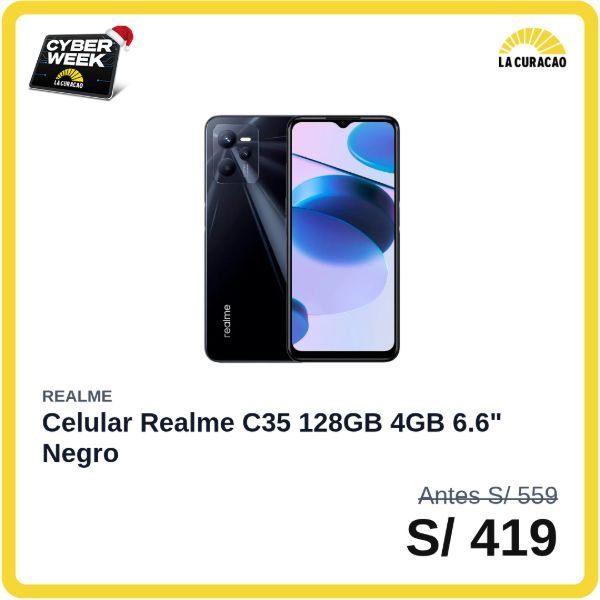 CYBER
WEEK
LA CURACAO
LA CURACAO
realme
REALME
Celular Realme C35 128GB 4GB 6.6"
Negro
Antes S/ 559
S/ 419